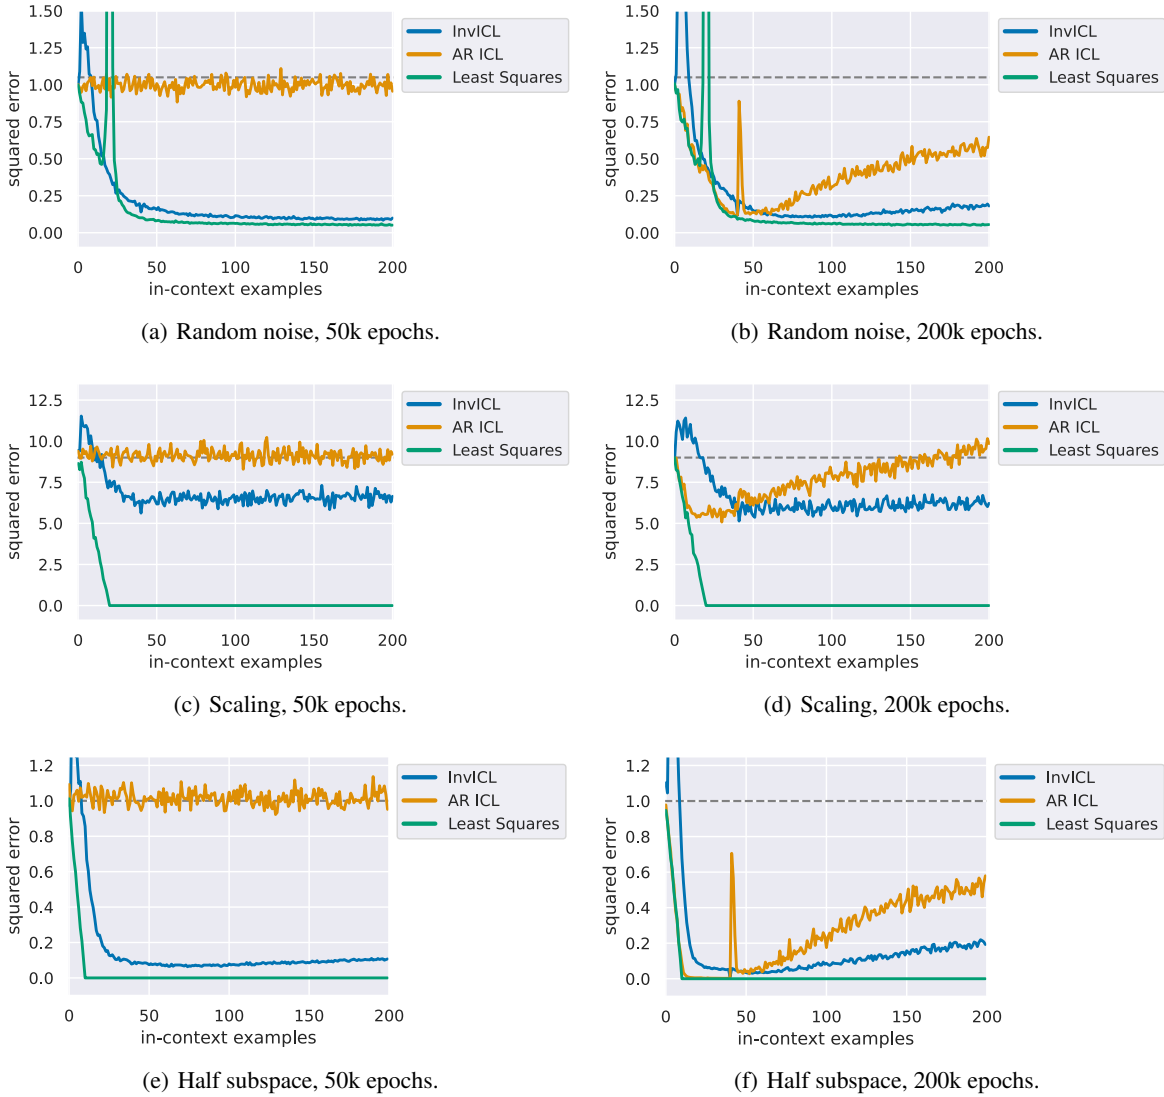 1.50
1.25
1.00
0.75
0.50
0.25
0.00
squared error
0 50 100 150 200
in-context examples
InvICL
AR ICL
Least Squares
(a) Random noise, 50k epochs.
1.50
1.25
1.00
0.75
0.50
0.25
0.00
squared error
0 50 100 150 200
in-context examples
InvICL
AR ICL
Least Squares
(b) Random noise, 200k epochs.
12.5
10.0
7.5
5.0
2.5
0.0
squared error
0 50 100 150 200
in-context examples
InvICL
AR ICL
Least Squares
(c) Scaling, 50k epochs.
12.5
10.0
7.5
5.0
2.5
0.0
squared error
0 50 100 150 200
in-context examples
InvICL
AR ICL
Least Squares
(d) Scaling, 200k epochs.
1.2
1.0
0.8
0.6
0.4
0.2
0.0
squared error
0 50 100 150 200
in-context examples
InvICL
AR ICL
Least Squares
(e) Half subspace, 50k epochs.
1.2
1.0
0.8
0.6
0.4
0.2
0.0
squared error
0 50 100 150 200
in-context examples
InvICL
AR ICL
Least Squares
(f) Half subspace, 200k epochs.